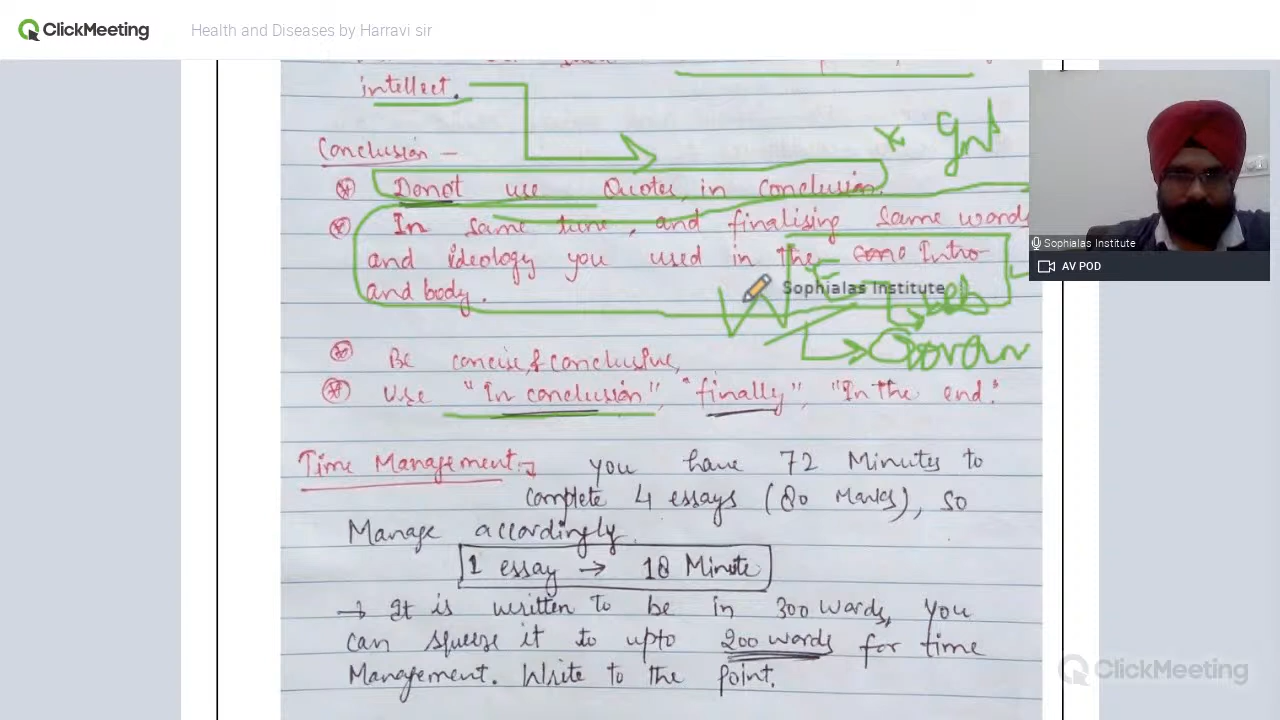 ClickMeeting
Health and Diseases by Harravi sir
intellect.
Conclusion -
Donot use Quotes in conclusion.
In same tune, and finalising same words
and ideology you used in the Intro
and body.
Sophialas Institute
Be concise & conclusive,
Use "In conclusion", "finally", "In the end."
Time Management:-> you have 72 Minutes to
complete 4 essays (80 Marks), so
Manage accordingly.
1 essay → 18 Minute
→ It is written to be in 300 words, you
can squeeze it to upto 200 words for time
Management. Write to the point.
Sophialas Institute
AV POD
ClickMeeting